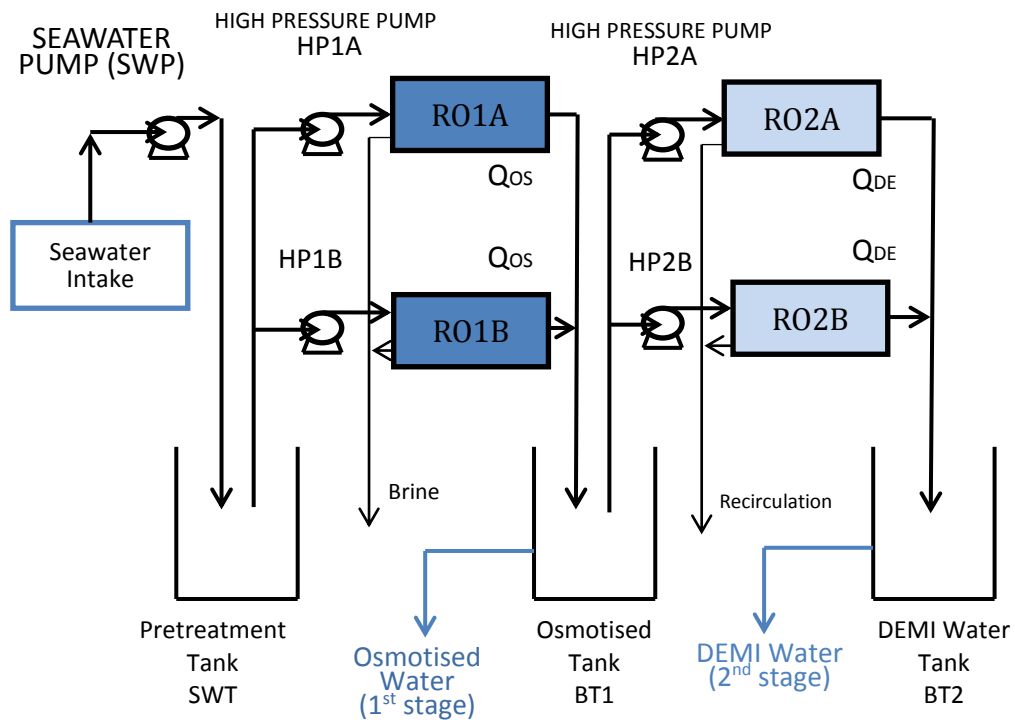 HIGH PRESSURE PUMP
HP1A
HIGH PRESSURE PUMP
HP2A
SEAWATER
PUMP (SWP)
RO1A
RO2A
QOS
QDE
Seawater
Intake
HP1B
QOS
HP2B
QDE
RO1B
RO2B
Brine
Recirculation
Pretreatment
Tank
SWT
Osmotised
Water
(1st stage)
Osmotised
Tank
BT1
DEMI Water
(2nd stage)
DEMI Water
Tank
BT2